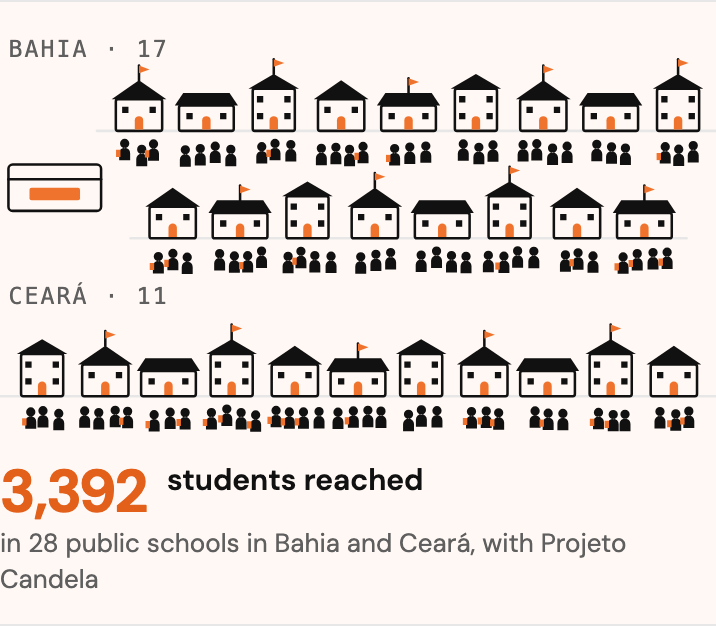 BAHIA · 17
CEARÁ · 11
3,392 students reached
in 28 public schools in Bahia and Ceará, with Projeto
Candela